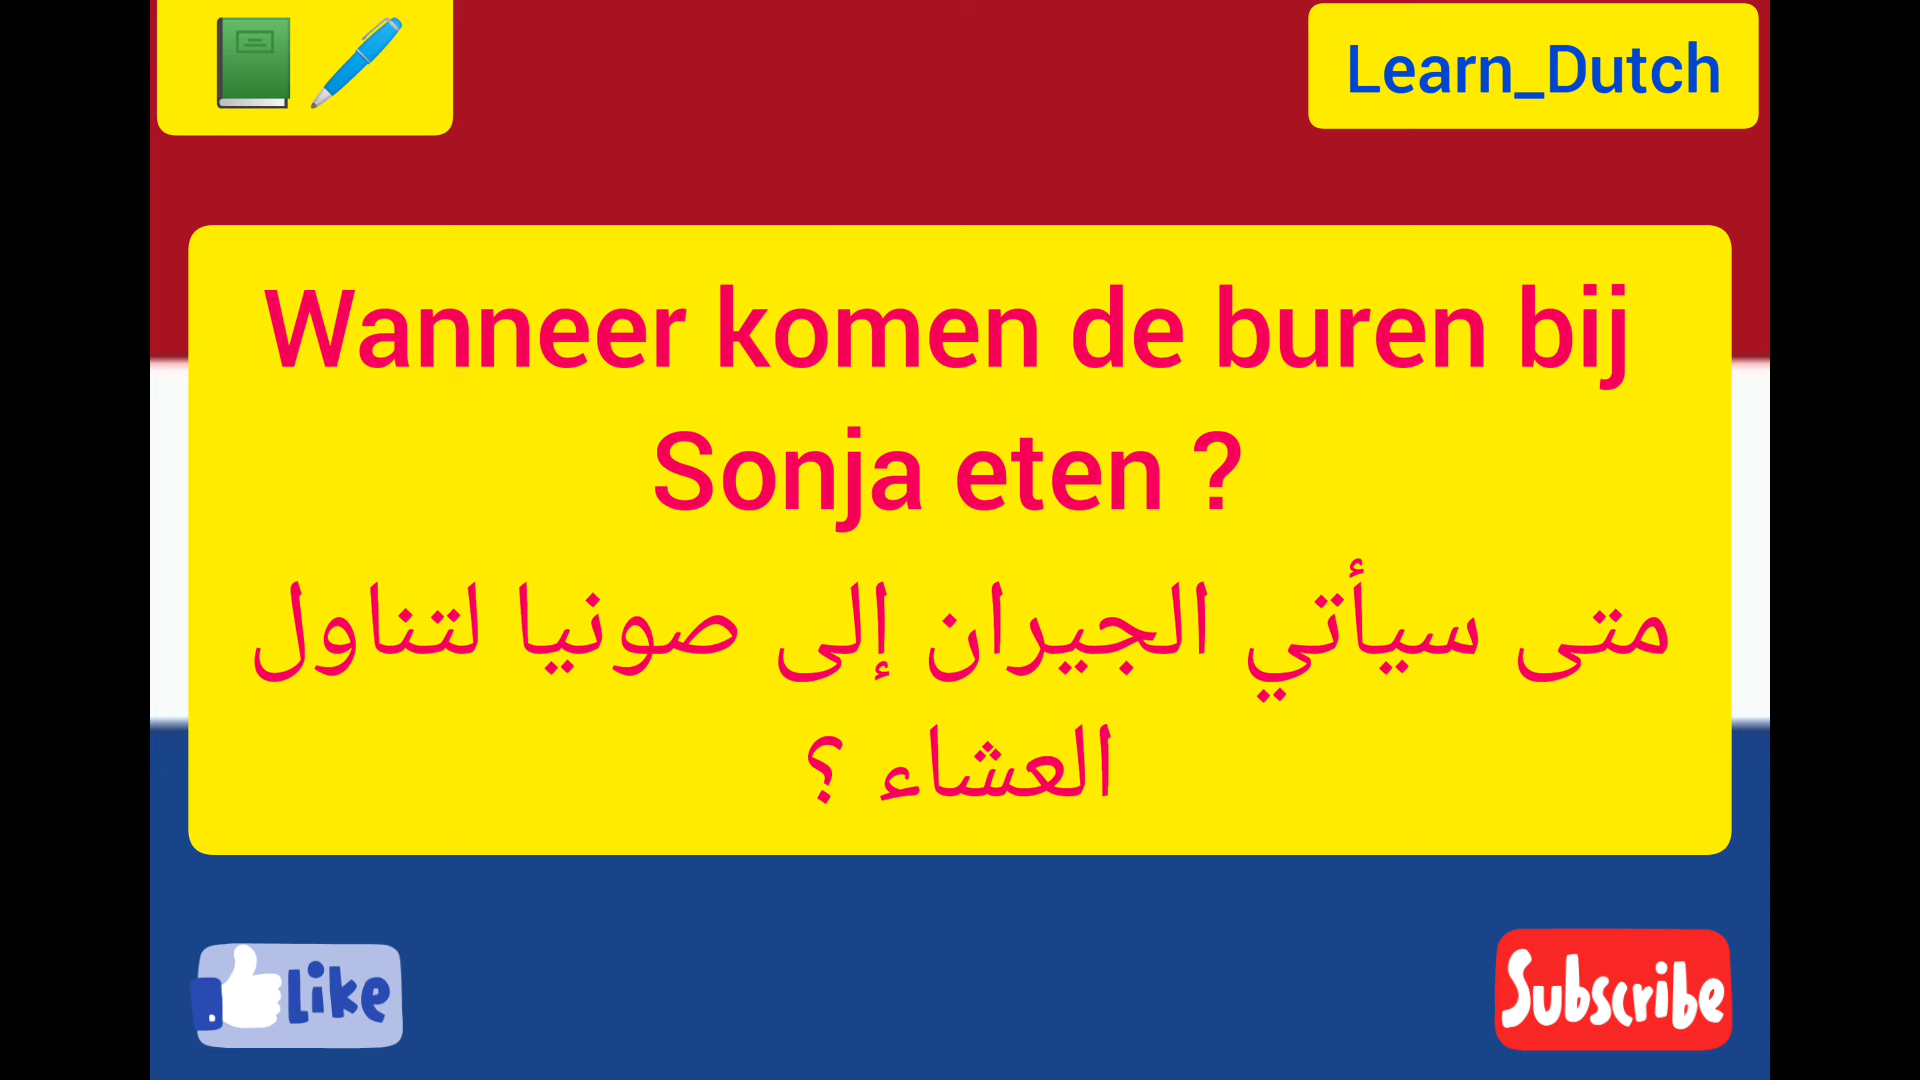 Learn_Dutch
Wanneer komen de buren bij
Sonja eten ?
متى سيأتي الجيران إلى صونيا لتناول
العشاء ؟
Like
Subscribe